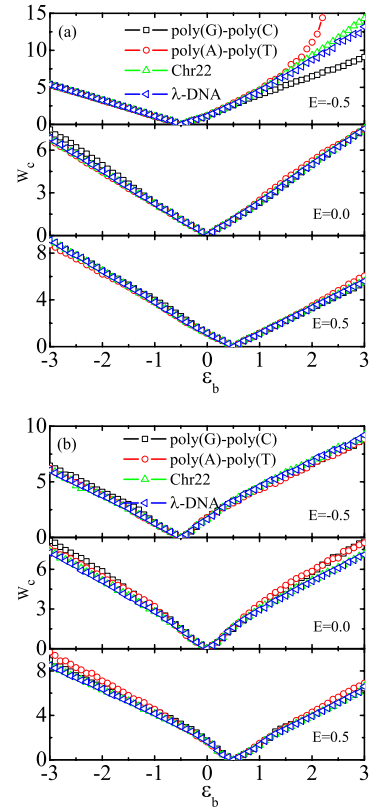 15
(a)
poly(G)-poly(C)
poly(A)-poly(T)
10
Chr22
λ-DNA
5
E=-0.5
0
6
W_c
3
E=0.0
0
8
4
E=0.5
0
-3 -2 -1 0 1 2 3
ε_b
10
(b)
poly(G)-poly(C)
poly(A)-poly(T)
5
Chr22
λ-DNA
E=-0.5
0
6
W_c
3
E=0.0
0
8
4
E=0.5
0
-3 -2 -1 0 1 2 3
ε_b